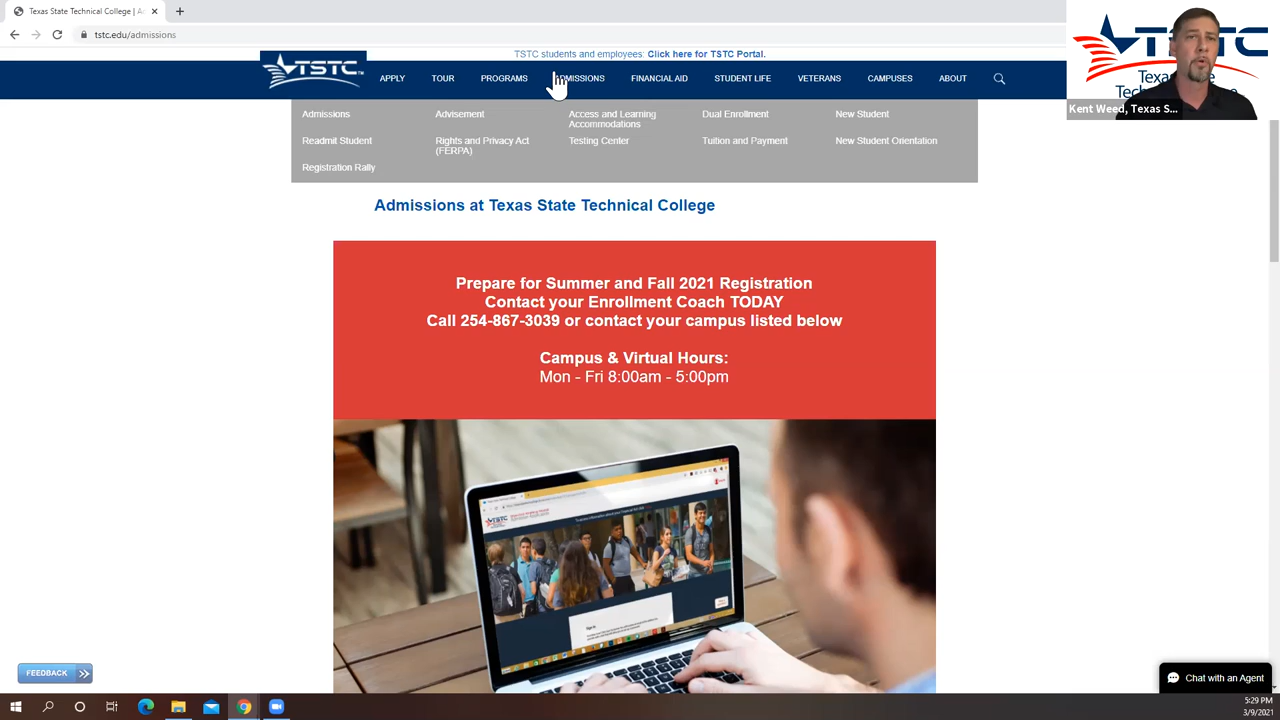 Texas State Technical College | A
tstc.edu/admissions
TSTC students and employees: Click here for TSTC Portal.
TSTC
APPLY
TOUR
PROGRAMS
ADMISSIONS
FINANCIAL AID
STUDENT LIFE
VETERANS
CAMPUSES
ABOUT
Admissions
Advisement
Access and Learning
Accommodations
Dual Enrollment
New Student
Readmit Student
Rights and Privacy Act
(FERPA)
Testing Center
Tuition and Payment
New Student Orientation
Registration Rally
Kent Weed, Texas S...
Admissions at Texas State Technical College
Prepare for Summer and Fall 2021 Registration
Contact your Enrollment Coach TODAY
Call 254-867-3039 or contact your campus listed below
Campus & Virtual Hours:
Mon - Fri 8:00am - 5:00pm
TSTC
FEEDBACK
Chat with an Agent
5:29 PM
3/9/2021